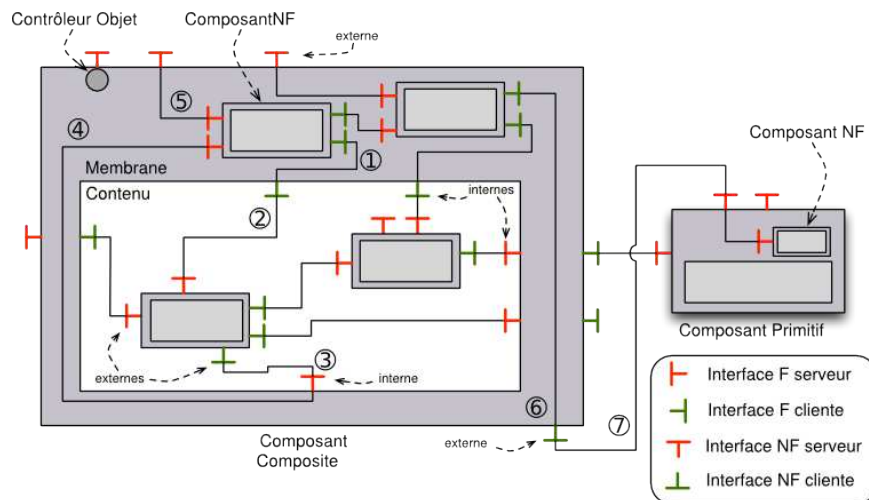 Contrôleur Objet
ComposantNF
externe
⑤
④
①
Composant NF
Membrane
Contenu
internes
②
Composant Primitif
③
externes
interne
Interface F serveur
⑥
Interface F cliente
⑦
Composant
Composite
externe
Interface NF serveur
Interface NF cliente